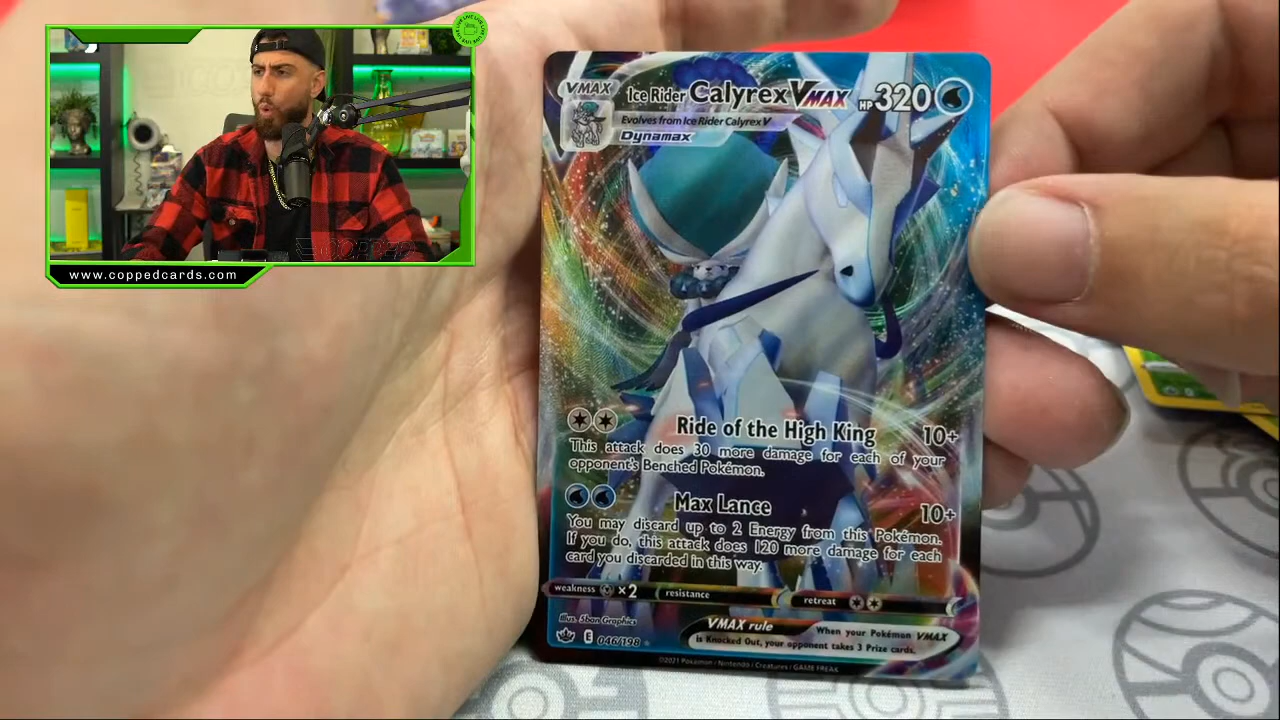 LIVE LIVE LIVE LIVE
www.coppedcards.com
COPPED
VMAX
Ice Rider Calyrex VMAX HP 320
Evolves from Ice Rider Calyrex V
Dynamax
Ride of the High King 10+
This attack does 30 more damage for each of your
opponent's Benched Pokémon.
Max Lance 10+
You may discard up to 2 Energy from this Pokémon.
If you do, this attack does 120 more damage for each
card you discarded in this way.
weakness ×2 resistance retreat
Illus. 5ban Graphics
E 046/198
VMAX rule When your Pokémon VMAX
is Knocked Out, your opponent takes 3 Prize cards.
©2021 Pokémon / Nintendo / Creatures / GAME FREAK